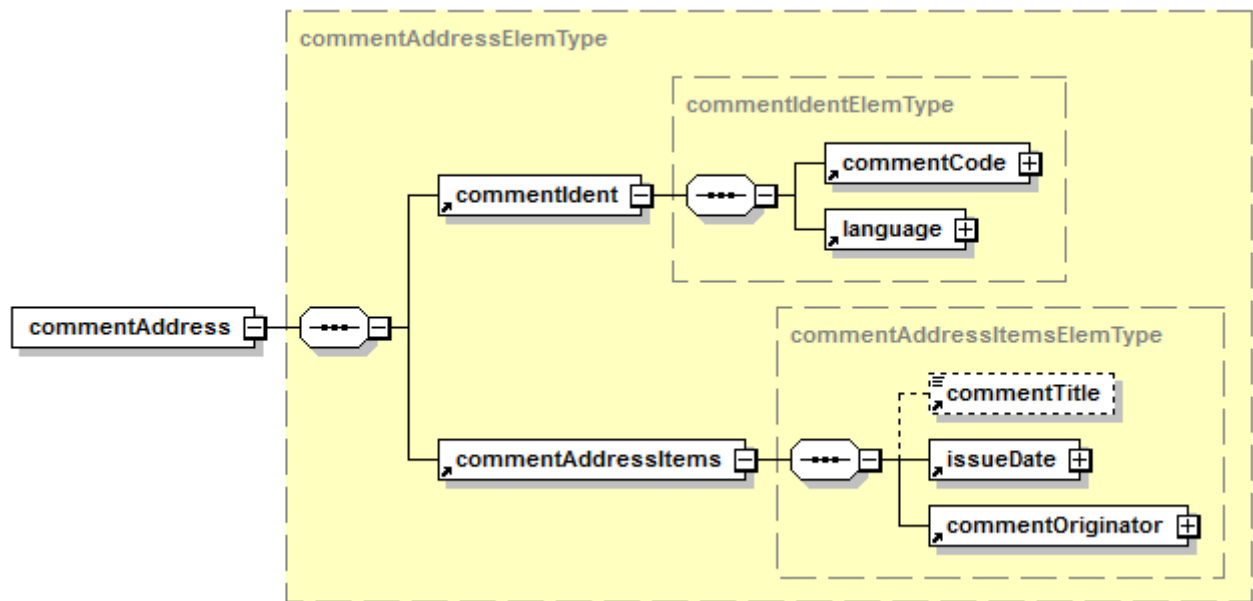 commentAddressElemType
commentIdentElemType
commentCode
commentIdent
language
commentAddress
commentAddressItemsElemType
commentTitle
commentAddressItems
issueDate
commentOriginator